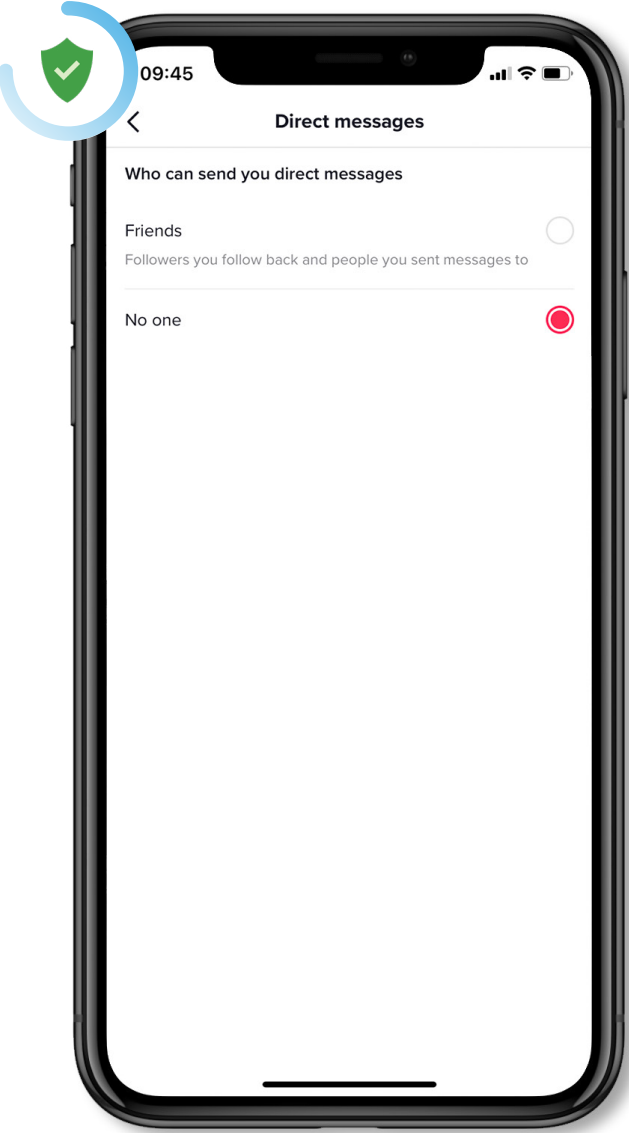 09:45
Direct messages
Who can send you direct messages
Friends
Followers you follow back and people you sent messages to
No one